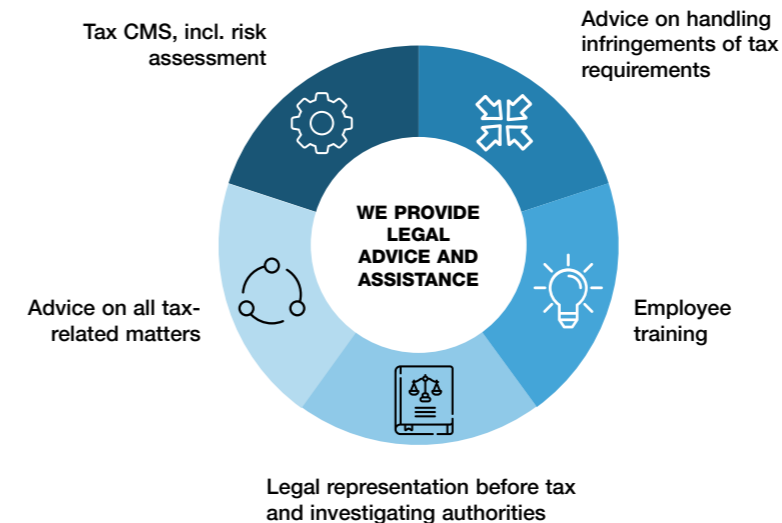 Tax CMS, incl. risk
assessment
Advice on handling
infringements of tax
requirements
WE PROVIDE
LEGAL
ADVICE AND
ASSISTANCE
Advice on all tax-
related matters
Employee
training
Legal representation before tax
and investigating authorities